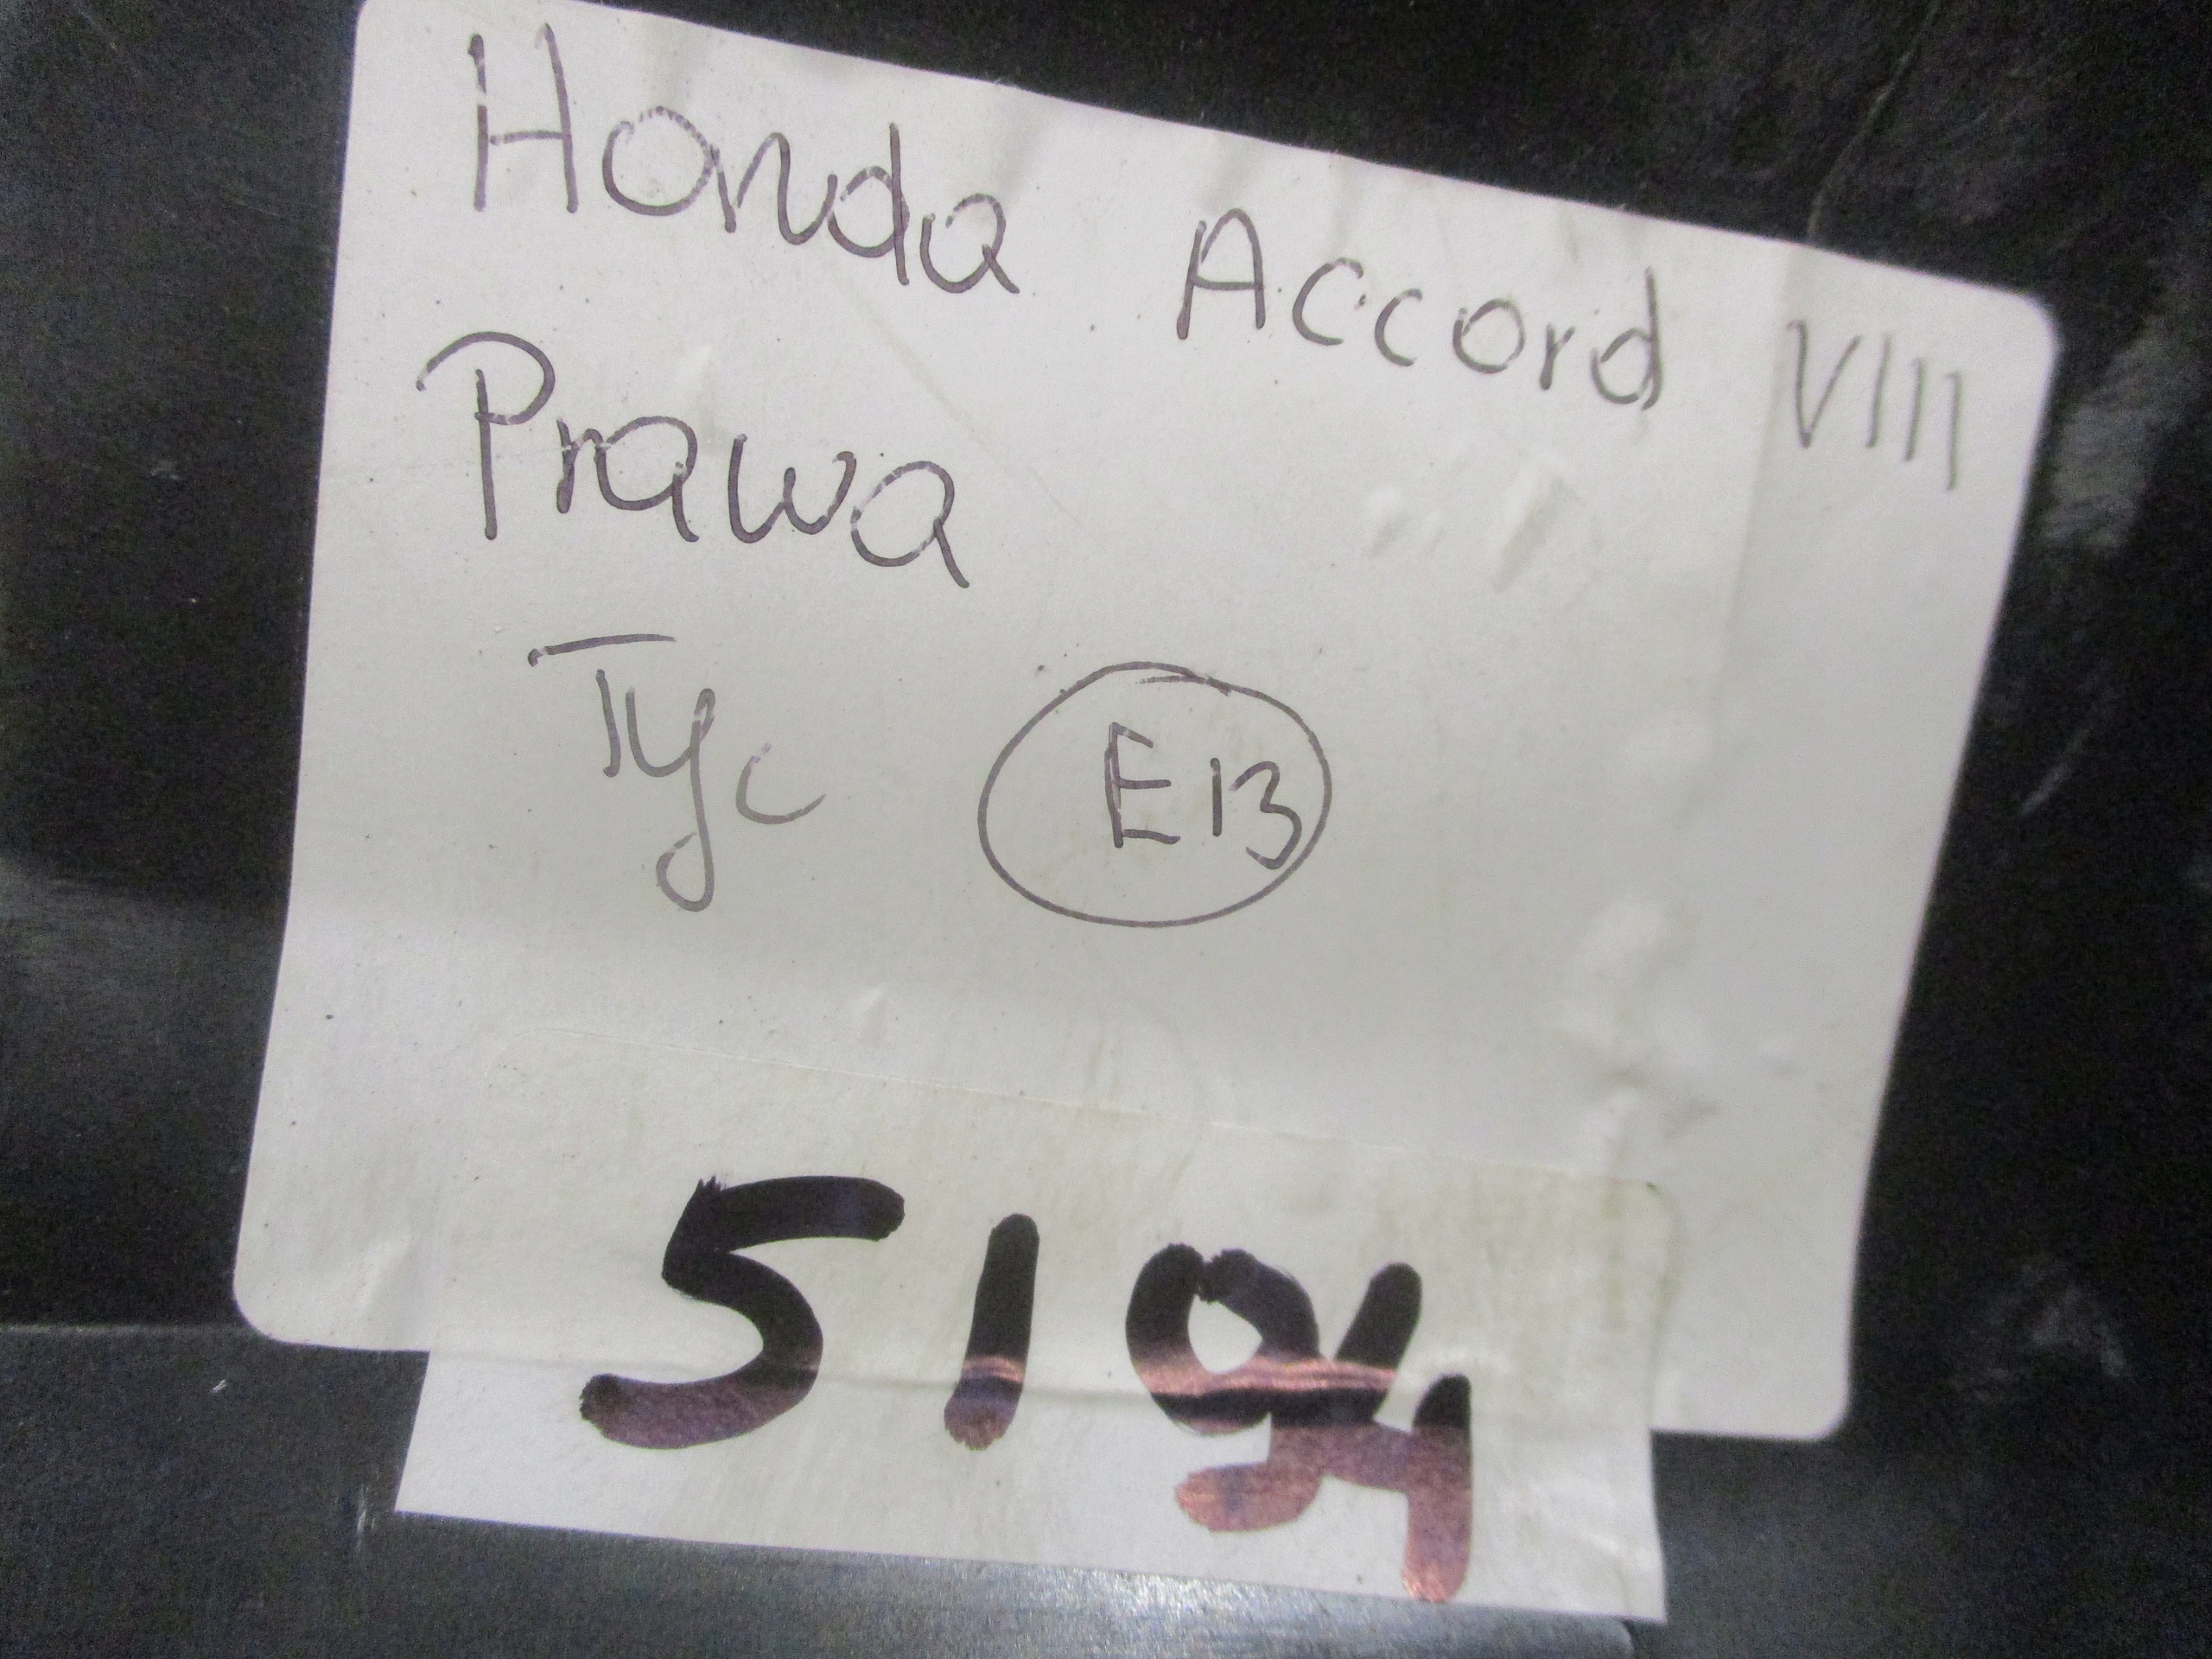 Honda Accord VIII
Prawa
Tyc E13
5194